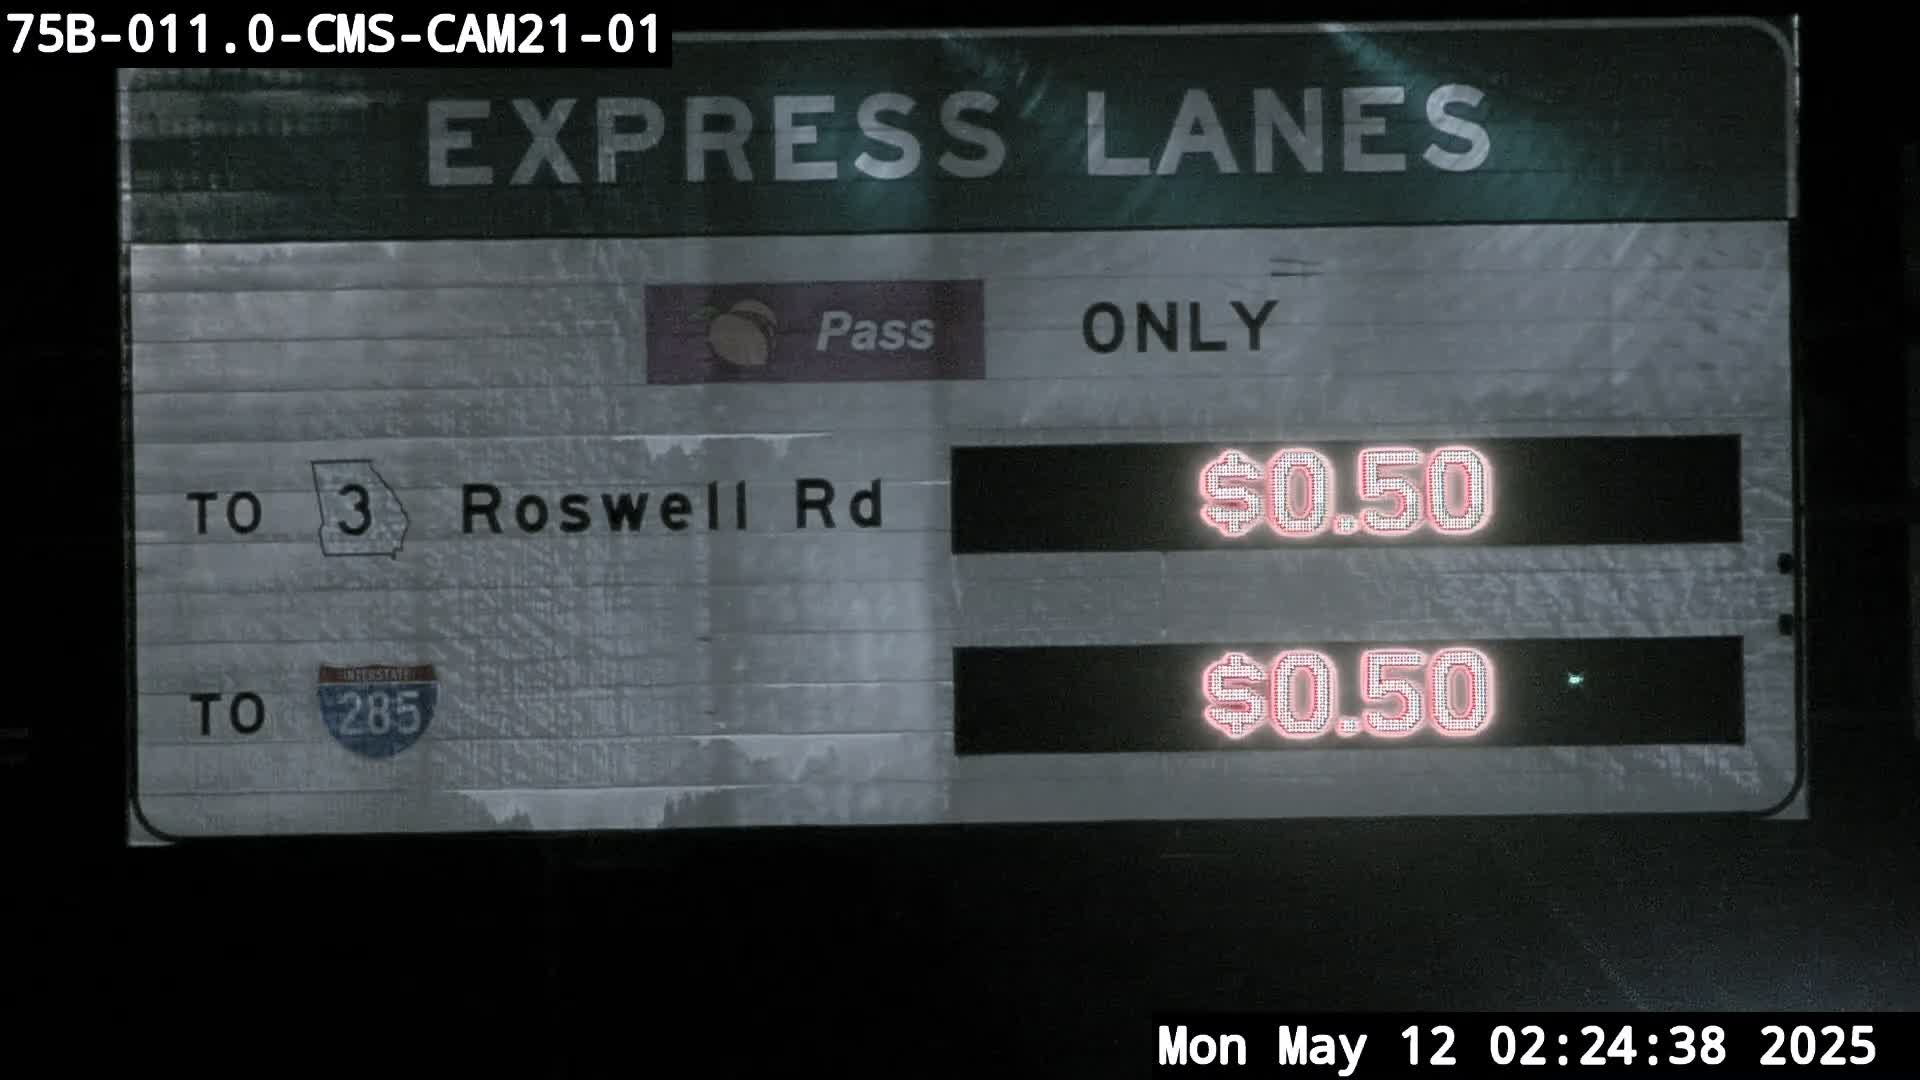 75B-011.0-CMS-CAM21-01
EXPRESS LANES
Pass ONLY
TO 3 Roswell Rd $0.50
TO INTERSTATE 285 $0.50
Mon May 12 02:24:38 2025